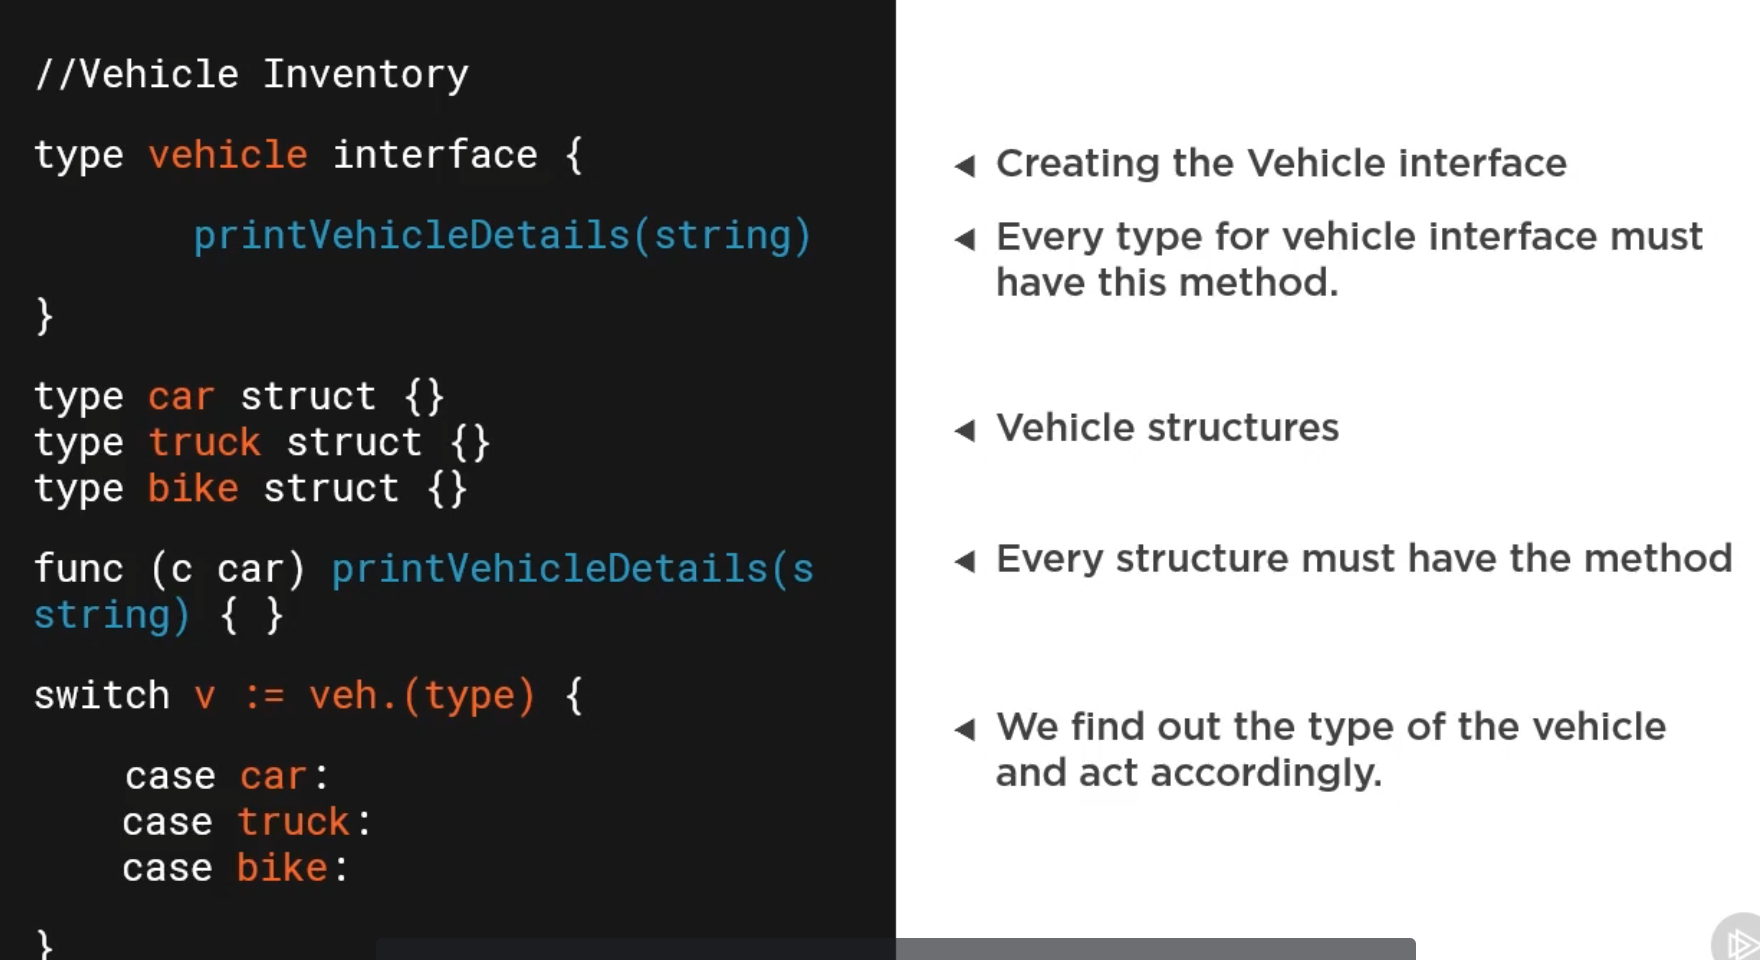 //Vehicle Inventory
type vehicle interface {
printVehicleDetails(string)
}
type car struct {}
type truck struct {}
type bike struct {}
func (c car) printVehicleDetails(s
string) { }
switch v := veh.(type) {
case car:
case truck:
case bike:
}
Creating the Vehicle interface
Every type for vehicle interface must
have this method.
Vehicle structures
Every structure must have the method
We find out the type of the vehicle
and act accordingly.